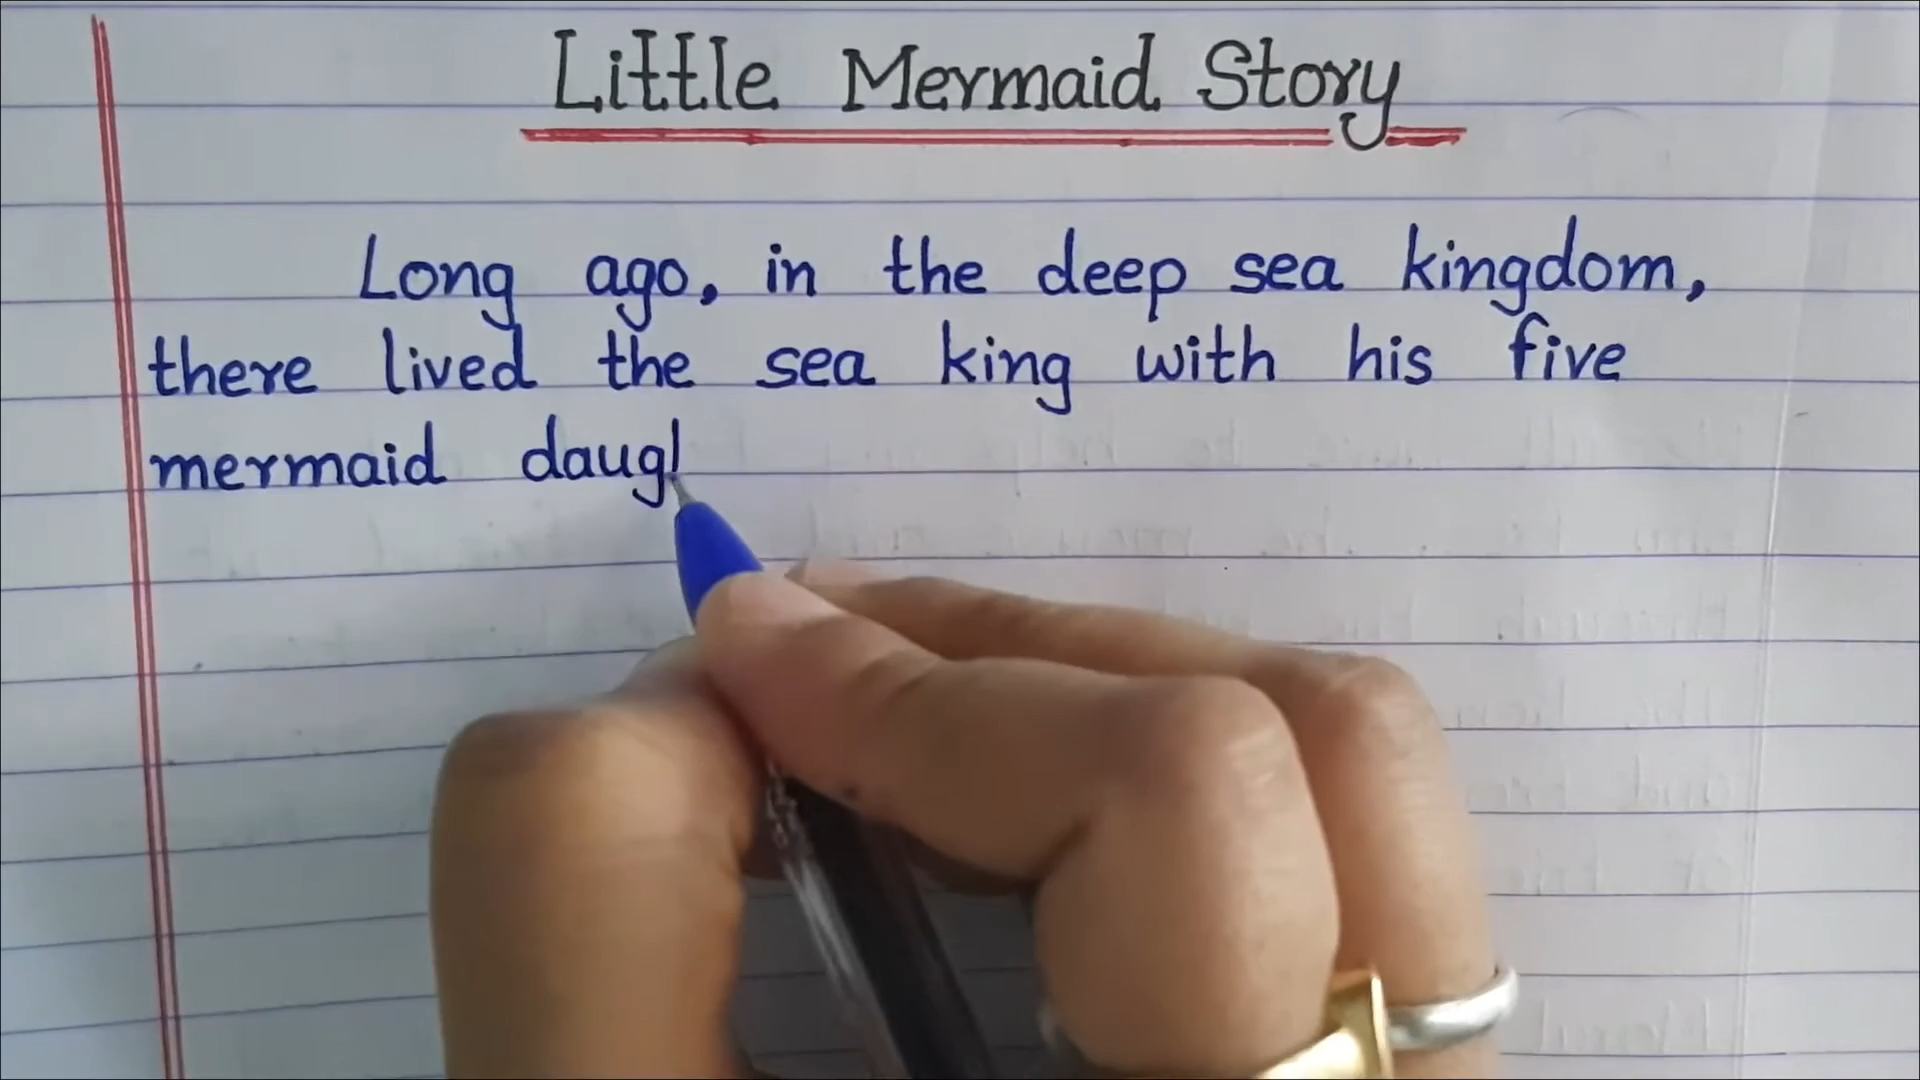 Little Mermaid Story
Long ago, in the deep sea kingdom,
there lived the sea king with his five
mermaid daugl